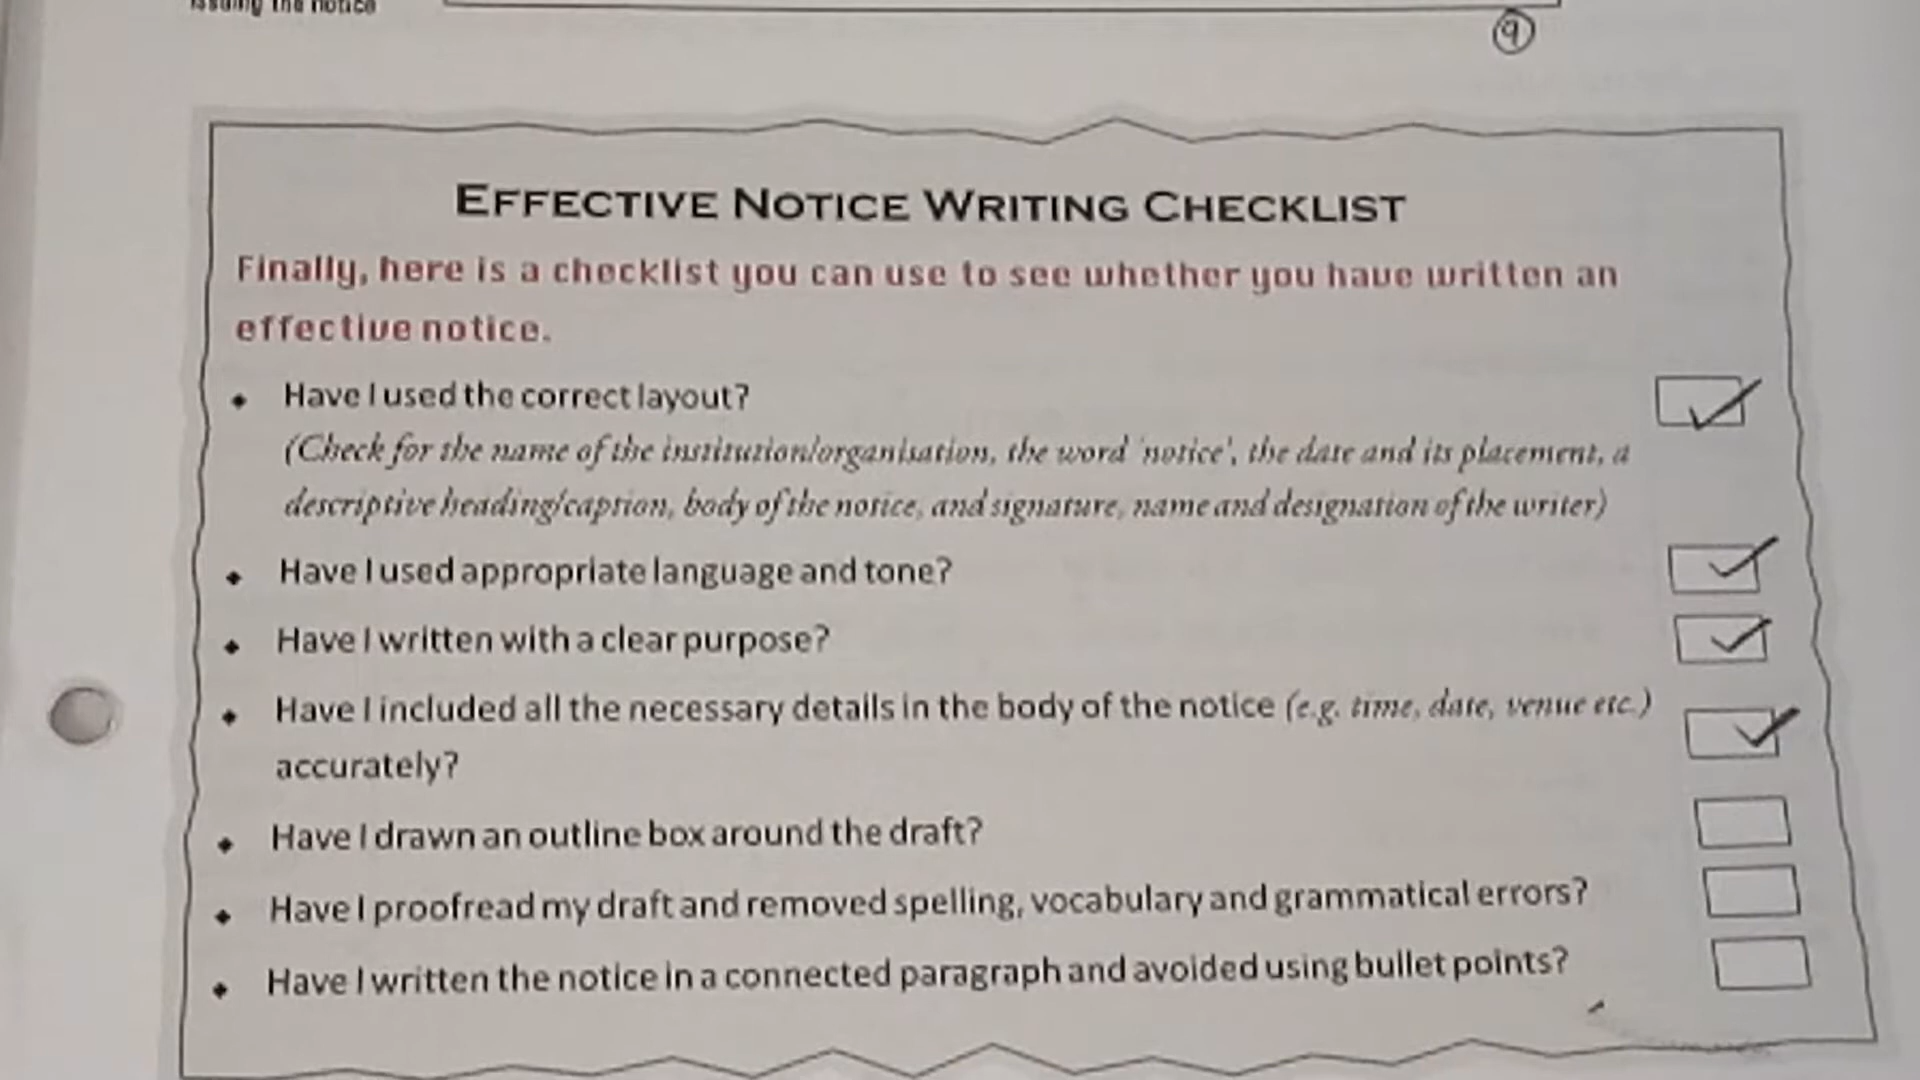 issuing the notice
9
EFFECTIVE NOTICE WRITING CHECKLIST
Finally, here is a checklist you can use to see whether you have written an
effective notice.
Have I used the correct layout?
(Check for the name of the institution/organisation, the word 'notice', the date and its placement, a
descriptive heading/caption, body of the notice, and signature, name and designation of the writer)
Have I used appropriate language and tone?
Have I written with a clear purpose?
Have I included all the necessary details in the body of the notice (e.g. time, date, venue etc.)
accurately?
Have I drawn an outline box around the draft?
Have I proofread my draft and removed spelling, vocabulary and grammatical errors?
Have I written the notice in a connected paragraph and avoided using bullet points?